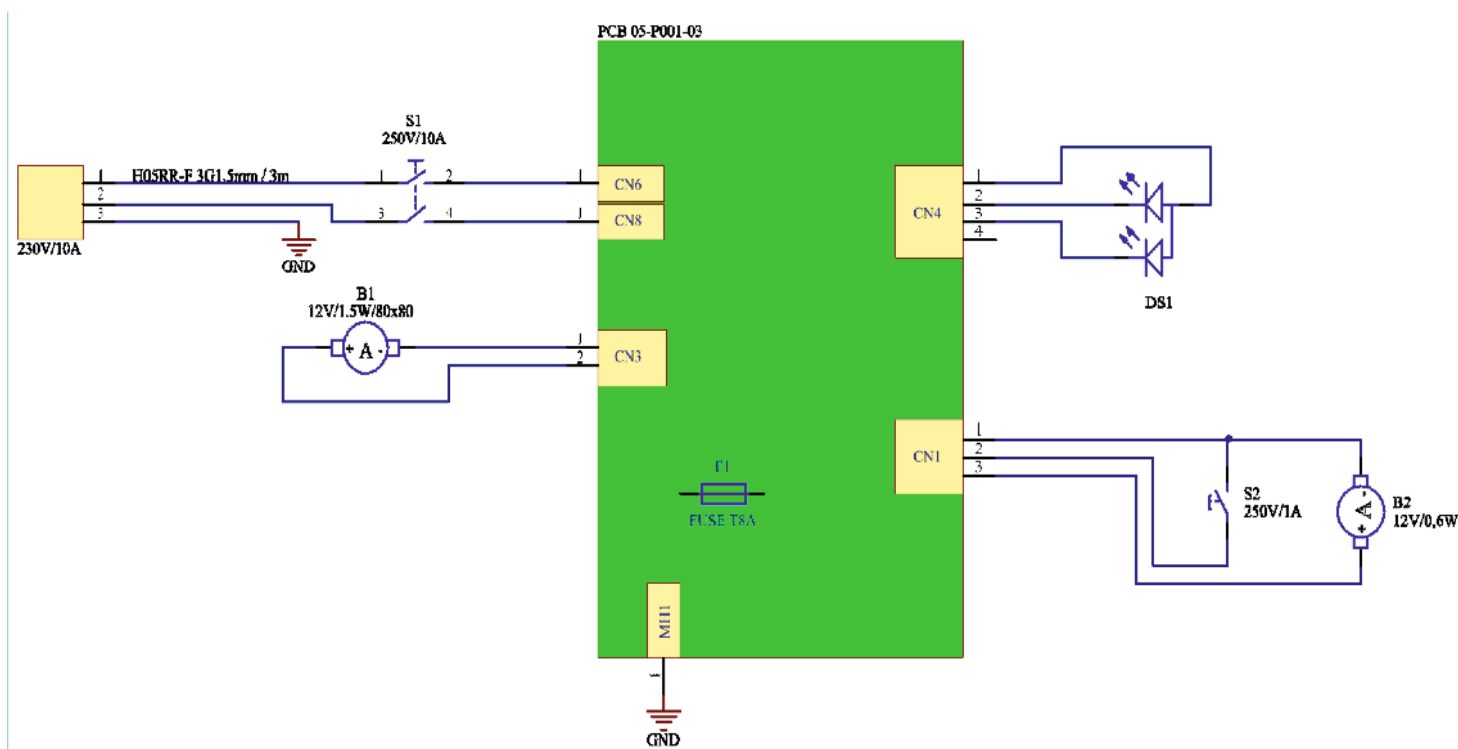 PCB 05-P001-03
S1
250V/10A
1
H05RR-F 3G1.5mm / 3m
1
2
1
CN6
2
3
3
4
1
CN8
230V/10A
GND
B1
12V/1.5W/80x80
+ A -
1
2
CN3
CN4
1
2
3
4
DS1
CN1
1
2
3
F1
FUSE T8A
S2
250V/1A
+ A -
B2
12V/0,6W
MH1
1
GND